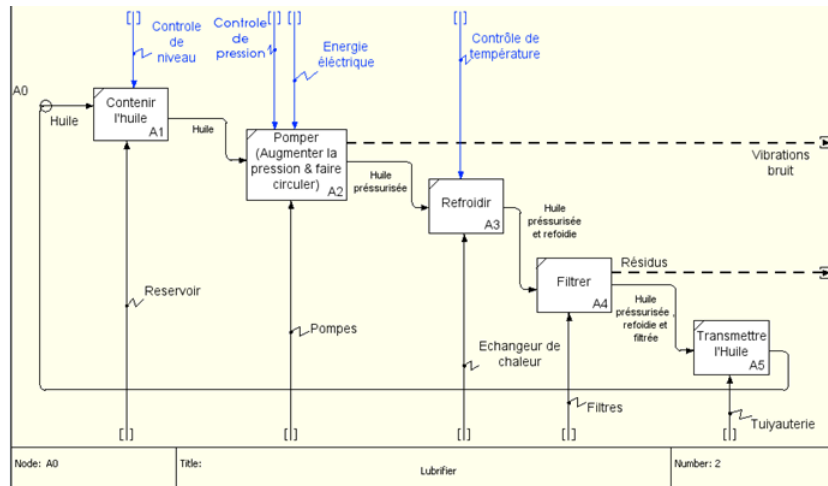 Controle
de
niveau
Controle
de
pression
Energie
éléctrique
Contrôle de
température
A0
Huile
Contenir
l'huile
A1
Huile
Pomper
(Augmenter la
pression & faire
circuler)
A2
Vibrations
bruit
Huile
préssurisée
Refroidir
A3
Huile
préssurisée
et refoidie
Résidus
Filtrer
A4
Huile
préssurisée ,
refoidie et
filtrée
Transmettre
l'Huile
A5
Reservoir
Pompes
Echangeur de
chaleur
Filtres
Tuiyauterie
Node: A0
Title:
Lubrifier
Number: 2